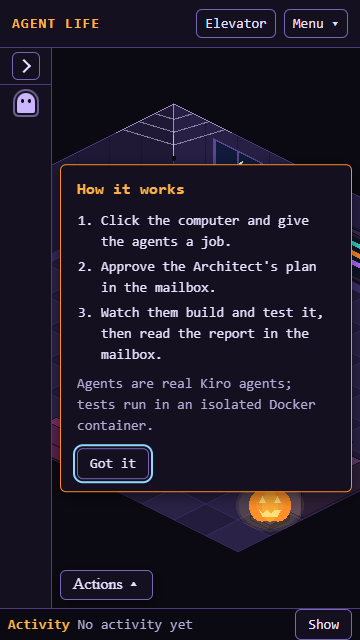 AGENT LIFE
Elevator
Menu ▾
How it works
1. Click the computer and give
the agents a job.
2. Approve the Architect's plan
in the mailbox.
3. Watch them build and test it,
then read the report in the
mailbox.
Agents are real Kiro agents;
tests run in an isolated Docker
container.
Got it
Actions ▴
Activity No activity yet
Show